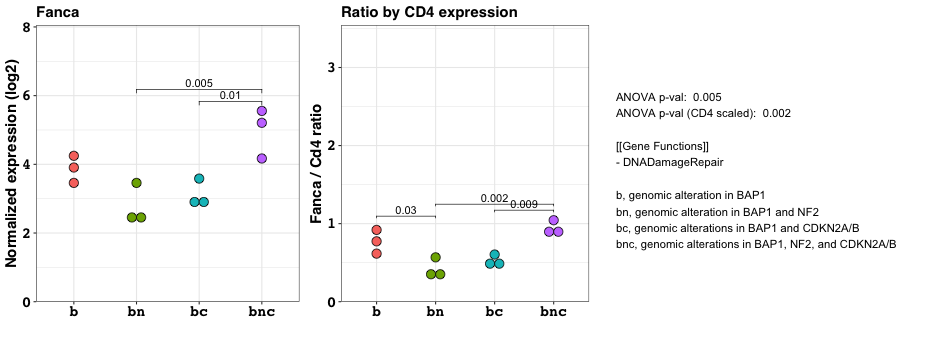 Fanca
Normalized expression (log2)
8
6
4
2
0
0.005
0.01
b bn bc bnc
Ratio by CD4 expression
Fanca / Cd4 ratio
3
2
1
0
0.03
0.002
0.009
b bn bc bnc
ANOVA p-val: 0.005
ANOVA p-val (CD4 scaled): 0.002
[[Gene Functions]]
- DNADamageRepair
b, genomic alteration in BAP1
bn, genomic alteration in BAP1 and NF2
bc, genomic alterations in BAP1 and CDKN2A/B
bnc, genomic alterations in BAP1, NF2, and CDKN2A/B